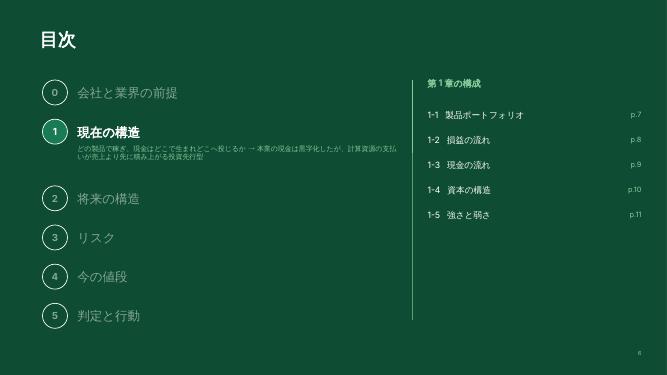 目次
0 会社と業界の前提
1 現在の構造
どの製品で稼ぎ、現金はどこで生まれどこへ投じるか → 本業の現金は黒字化したが、計算資源の支払
いが売上より先に積み上がる投資先行型
2 将来の構造
3 リスク
4 今の値段
5 判定と行動
第1章の構成
1-1 製品ポートフォリオ p.7
1-2 損益の流れ p.8
1-3 現金の流れ p.9
1-4 資本の構造 p.10
1-5 強さと弱さ p.11
6